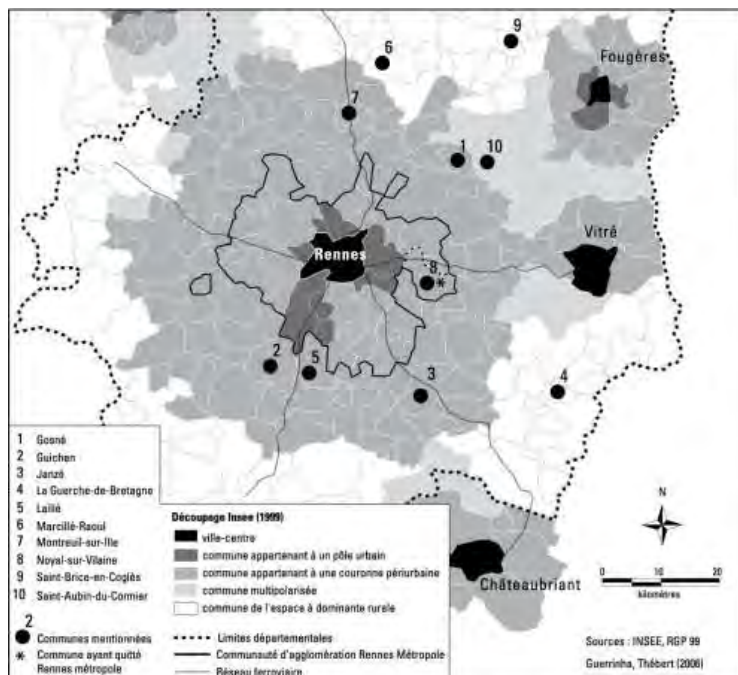 9
6
Fougères
7
1
10
Vitré
Rennes
8
*
2
5
3
4
1 Gosné
2 Guichen
3 Janzé
4 La Guerche-de-Bretagne
5 Laillé
6 Marcillé-Raoul
7 Montreuil-sur-Ille
8 Noyal-sur-Vilaine
9 Saint-Brice-en-Coglès
10 Saint-Aubin-du-Cormier
2
Communes mentionnées
* Commune ayant quitté
Rennes métropole
Découpage Insee (1999)
ville-centre
commune appartenant à un pôle urbain
commune appartenant à une couronne périurbaine
commune multipolarisée
commune de l'espace à dominante rurale
Limites départementales
Communauté d'agglomération Rennes Métropole
Réseau ferroviaire
Châteaubriant
N
0 10 20
kilomètres
Sources : INSEE, RGP 99
Guerrinha, Thébert (2006)